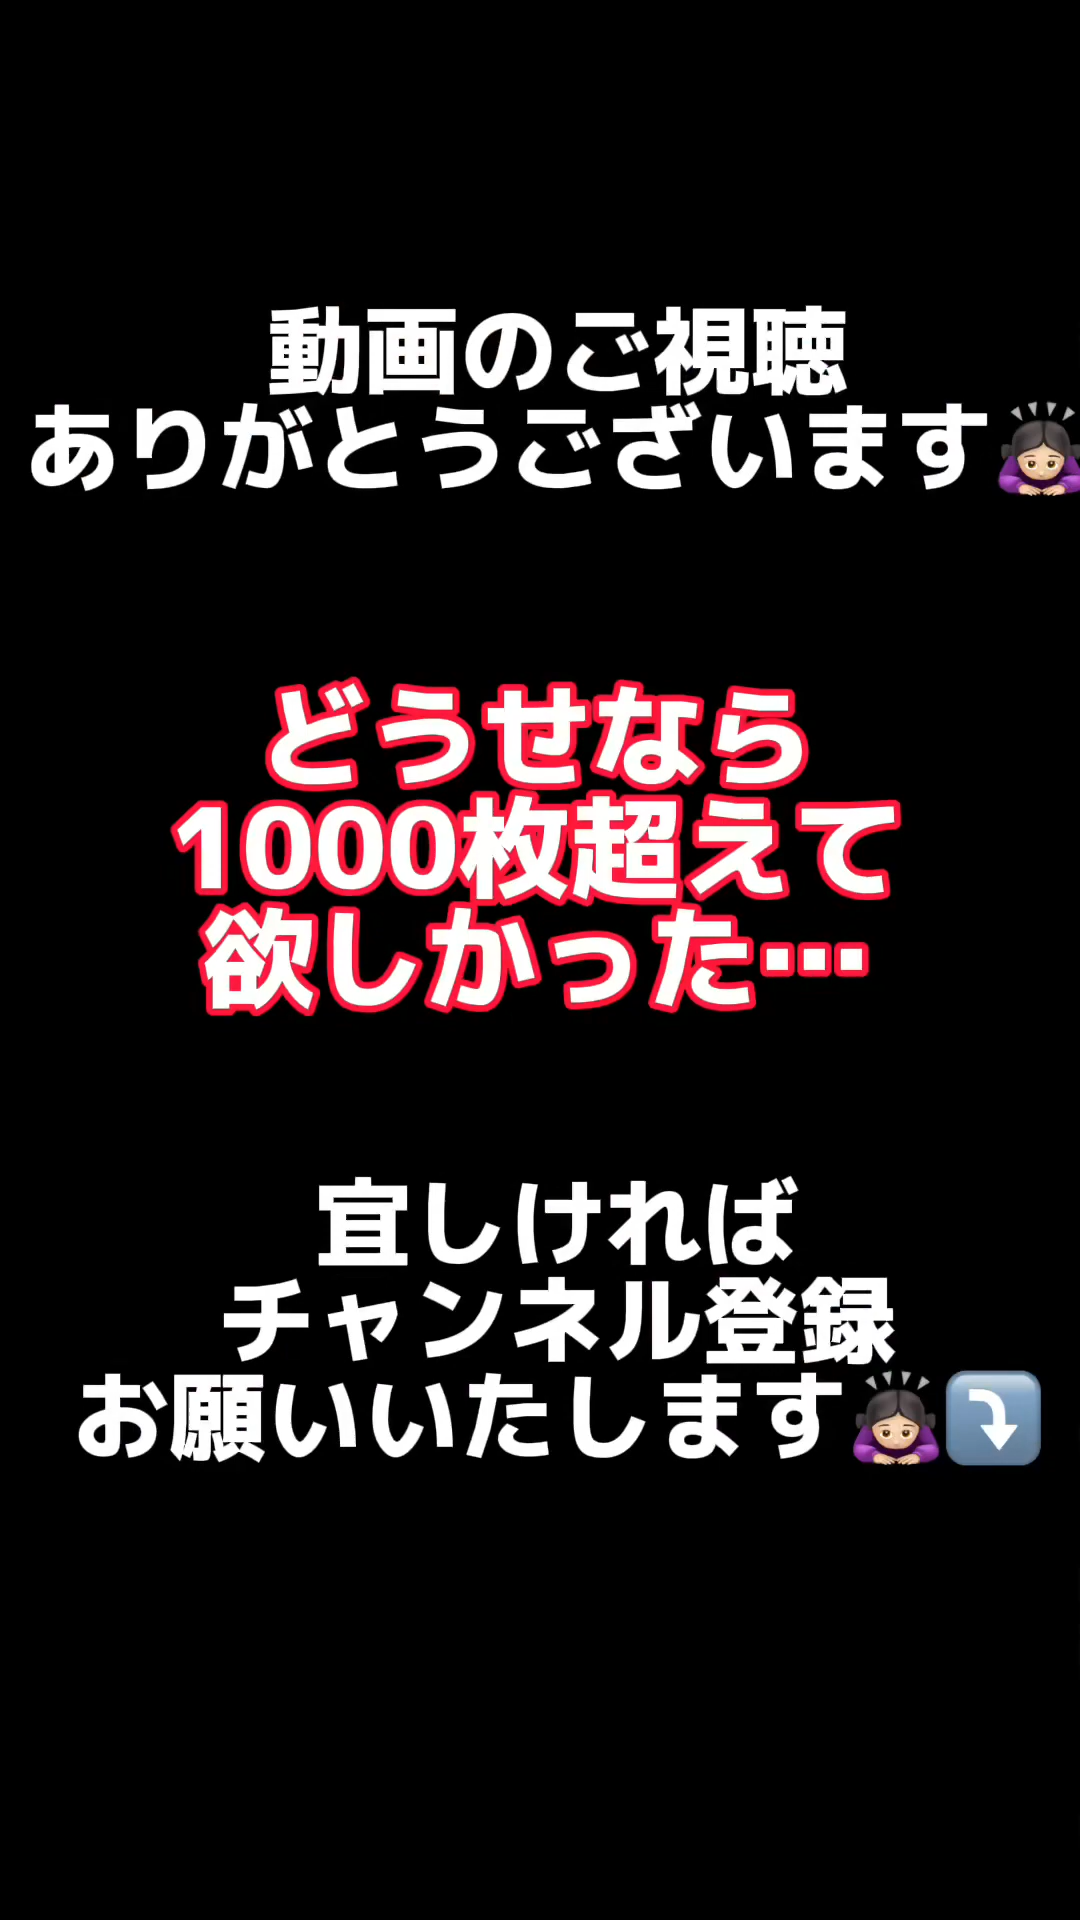 動画のご視聴
ありがとうございます🙇🏻‍♀️
どうせなら
1000枚超えて
欲しかった…
宜しければ
チャンネル登録
お願いいたします🙇🏻‍♀️⤵️